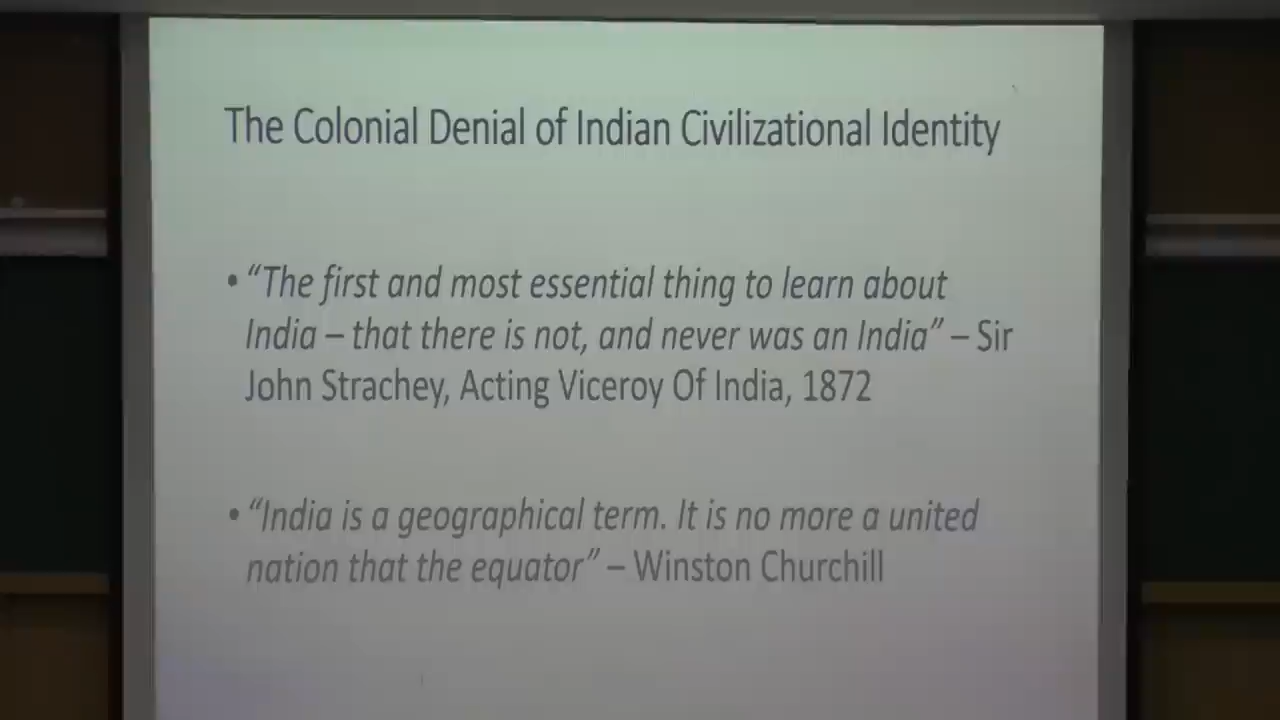 The Colonial Denial of Indian Civilizational Identity
• “The first and most essential thing to learn about
India – that there is not, and never was an India” – Sir
John Strachey, Acting Viceroy Of India, 1872
• “India is a geographical term. It is no more a united
nation that the equator” – Winston Churchill